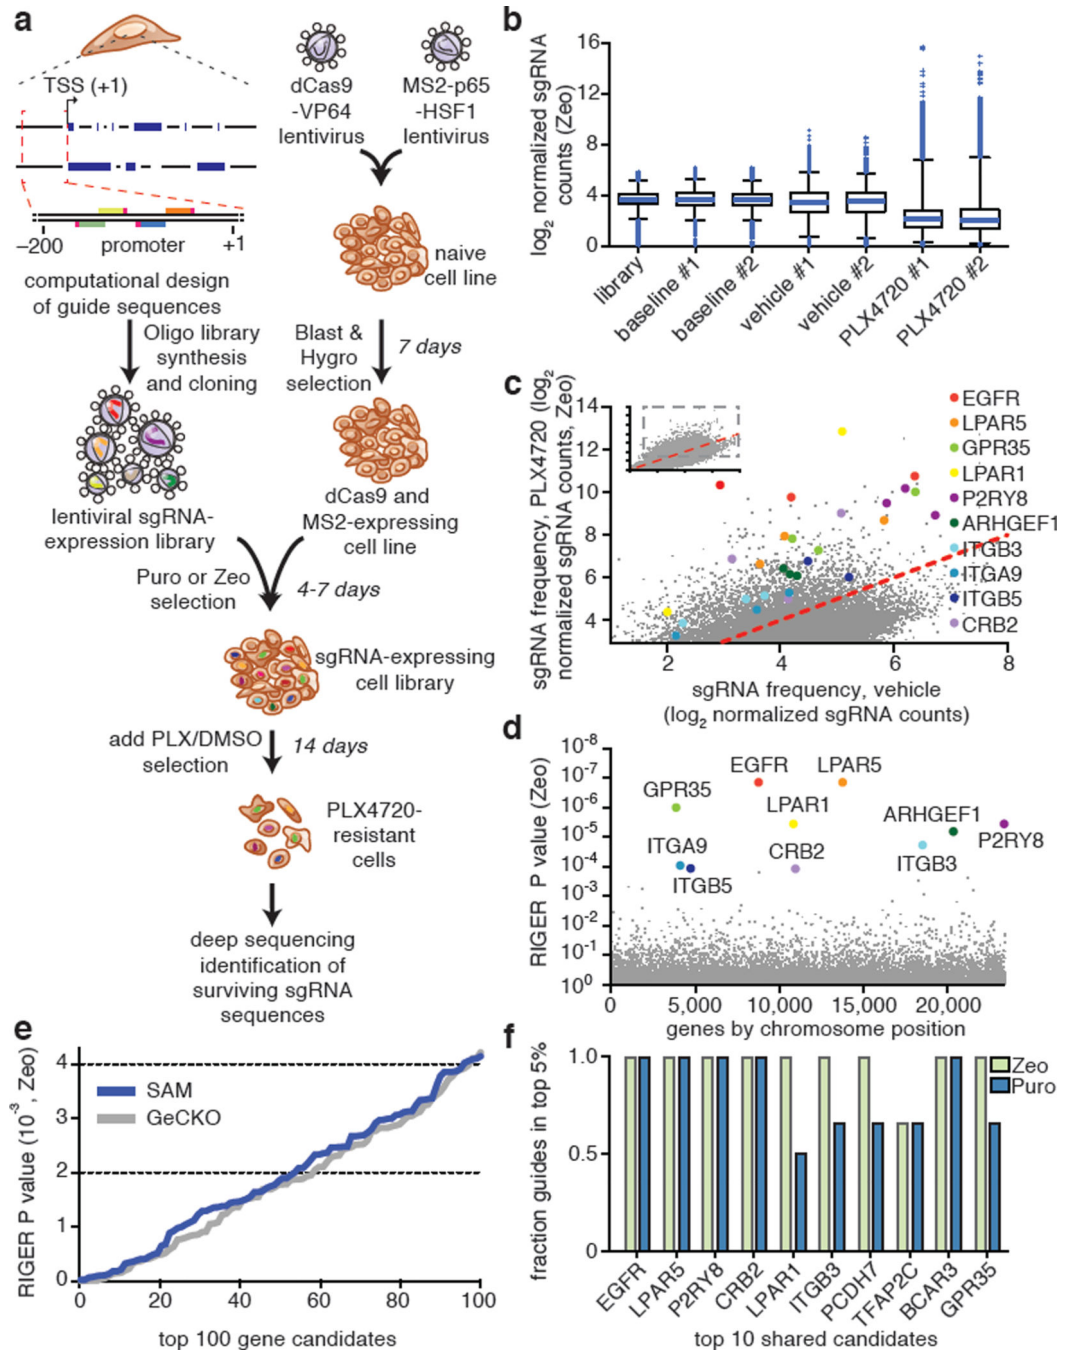 a
TSS (+1)
–200
promoter
+1
computational design
of guide sequences
Oligo library
synthesis
and cloning
lentiviral sgRNA-
expression library
dCas9
-VP64
lentivirus
MS2-p65
-HSF1
lentivirus
naive
cell line
Blast &
Hygro
selection
7 days
dCas9 and
MS2-expressing
cell line
Puro or Zeo
selection
4-7 days
sgRNA-expressing
cell library
add PLX/DMSO
selection
14 days
PLX4720-
resistant
cells
deep sequencing
identification of
surviving sgRNA
sequences
b
log2 normalized sgRNA
counts (Zeo)
16
12
8
4
0
library
baseline #1
baseline #2
vehicle #1
vehicle #2
PLX4720 #1
PLX4720 #2
c
sgRNA frequency, PLX4720 (log2
normalized sgRNA counts, Zeo)
14
12
10
8
6
4
2
4
6
8
sgRNA frequency, vehicle
(log2 normalized sgRNA counts)
EGFR
LPAR5
GPR35
LPAR1
P2RY8
ARHGEF1
ITGB3
ITGA9
ITGB5
CRB2
d
RIGER P value (Zeo)
10-8
10-7
10-6
10-5
10-4
10-3
10-2
10-1
100
EGFR
LPAR5
GPR35
LPAR1
ARHGEF1
P2RY8
ITGA9
CRB2
ITGB3
ITGB5
0
5,000
10,000
15,000
20,000
genes by chromosome position
e
RIGER P value (10-3, Zeo)
4
3
2
1
0
SAM
GeCKO
0
20
40
60
80
100
top 100 gene candidates
f
fraction guides in top 5%
1.0
0.5
0
Zeo
Puro
EGFR
LPAR5
P2RY8
CRB2
LPAR1
ITGB3
PCDH7
TFAP2C
BCAR3
GPR35
top 10 shared candidates